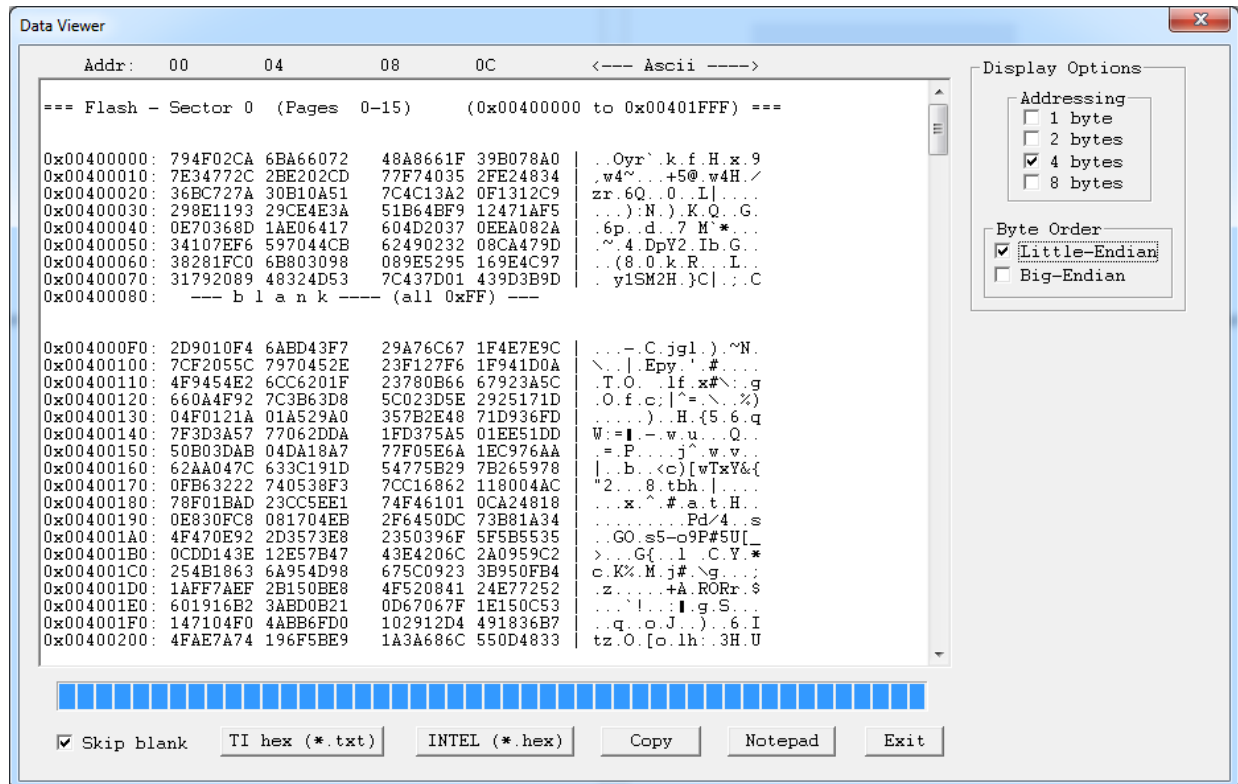 Data Viewer
Addr: 00 04 08 0C <--- Ascii ---->
=== Flash - Sector 0 (Pages 0-15) (0x00400000 to 0x00401FFF) ===
0x00400000: 794F02CA 6BA66072 48A8661F 39B078A0 | ..Oyr`.k.f.H.x.9
0x00400010: 7E34772C 2BE202CD 77F74035 2FE24834 | ,w4~...+5@.w4H./
0x00400020: 36BC727A 30B10A51 7C4C13A2 0F1312C9 | zr.6Q..0..L|....
0x00400030: 298E1193 29CE4E3A 51B64BF9 12471AF5 | ...):N.).K.Q..G.
0x00400040: 0E70368D 1AE06417 604D2037 0EEA082A | .6p..d..7 M`*...
0x00400050: 34107EF6 597044CB 62490232 08CA479D | .~.4.DpY2.Ib.G..
0x00400060: 38281FC0 6B803098 089E5295 169E4C97 | ..(8.0.k.R...L..
0x00400070: 31792089 48324D53 7C437D01 439D3B9D | . y1SM2H.}C|.;.C
0x00400080: --- b l a n k ---- (all 0xFF) ---
0x004000F0: 2D9010F4 6ABD43F7 29A76C67 1F4E7E9C | ...-.C.jgl.).~N.
0x00400100: 7CF2055C 7970452E 23F127F6 1F941D0A | \..|.Epy.'.#....
0x00400110: 4F9454E2 6CC6201F 23780B66 67923A5C | .T.O. .lf.x#\:.g
0x00400120: 660A4F92 7C3B63D8 5C023D5E 2925171D | .O.f.c;|^=.\..%)
0x00400130: 04F0121A 01A529A0 357B2E48 71D936FD | .....)..H.{5.6.q
0x00400140: 7F3D3A57 77062DDA 1FD375A5 01EE51DD | W:=▮.-.w.u...Q..
0x00400150: 50B03DAB 04DA18A7 77F05E6A 1EC976AA | .=.P....j^.w.v..
0x00400160: 62AA047C 633C191D 54775B29 7B265978 | |..b..<c)[wTxY&{
0x00400170: 0FB63222 740538F3 7CC16862 118004AC | "2...8.tbh.|....
0x00400180: 78F01BAD 23CC5EE1 74F46101 0CA24818 | ...x.^.#.a.t.H..
0x00400190: 0E830FC8 081704EB 2F6450DC 73B81A34 | .........Pd/4..s
0x004001A0: 4F470E92 2D3573E8 2350396F 5F5B5535 | ..GO.s5-o9P#5U[_
0x004001B0: 0CDD143E 12E57B47 43E4206C 2A0959C2 | >...G{..l .C.Y.*
0x004001C0: 254B1863 6A954D98 675C0923 3B950FB4 | c.K%.M.j#.\g...;
0x004001D0: 1AFF7AEF 2B150BE8 4F520841 24E77252 | .z.....+A.RORr.$
0x004001E0: 601916B2 3ABD0B21 0D67067F 1E150C53 | ...`!..:▮.g.S...
0x004001F0: 147104F0 4ABB6FD0 102912D4 491836B7 | ..q..o.J..)..6.I
0x00400200: 4FAE7A74 196F5BE9 1A3A686C 550D4833 | tz.O.[o.lh:.3H.U
Display Options
Addressing
1 byte
2 bytes
4 bytes
8 bytes
Byte Order
Little-Endian
Big-Endian
Skip blank TI hex (*.txt) INTEL (*.hex) Copy Notepad Exit